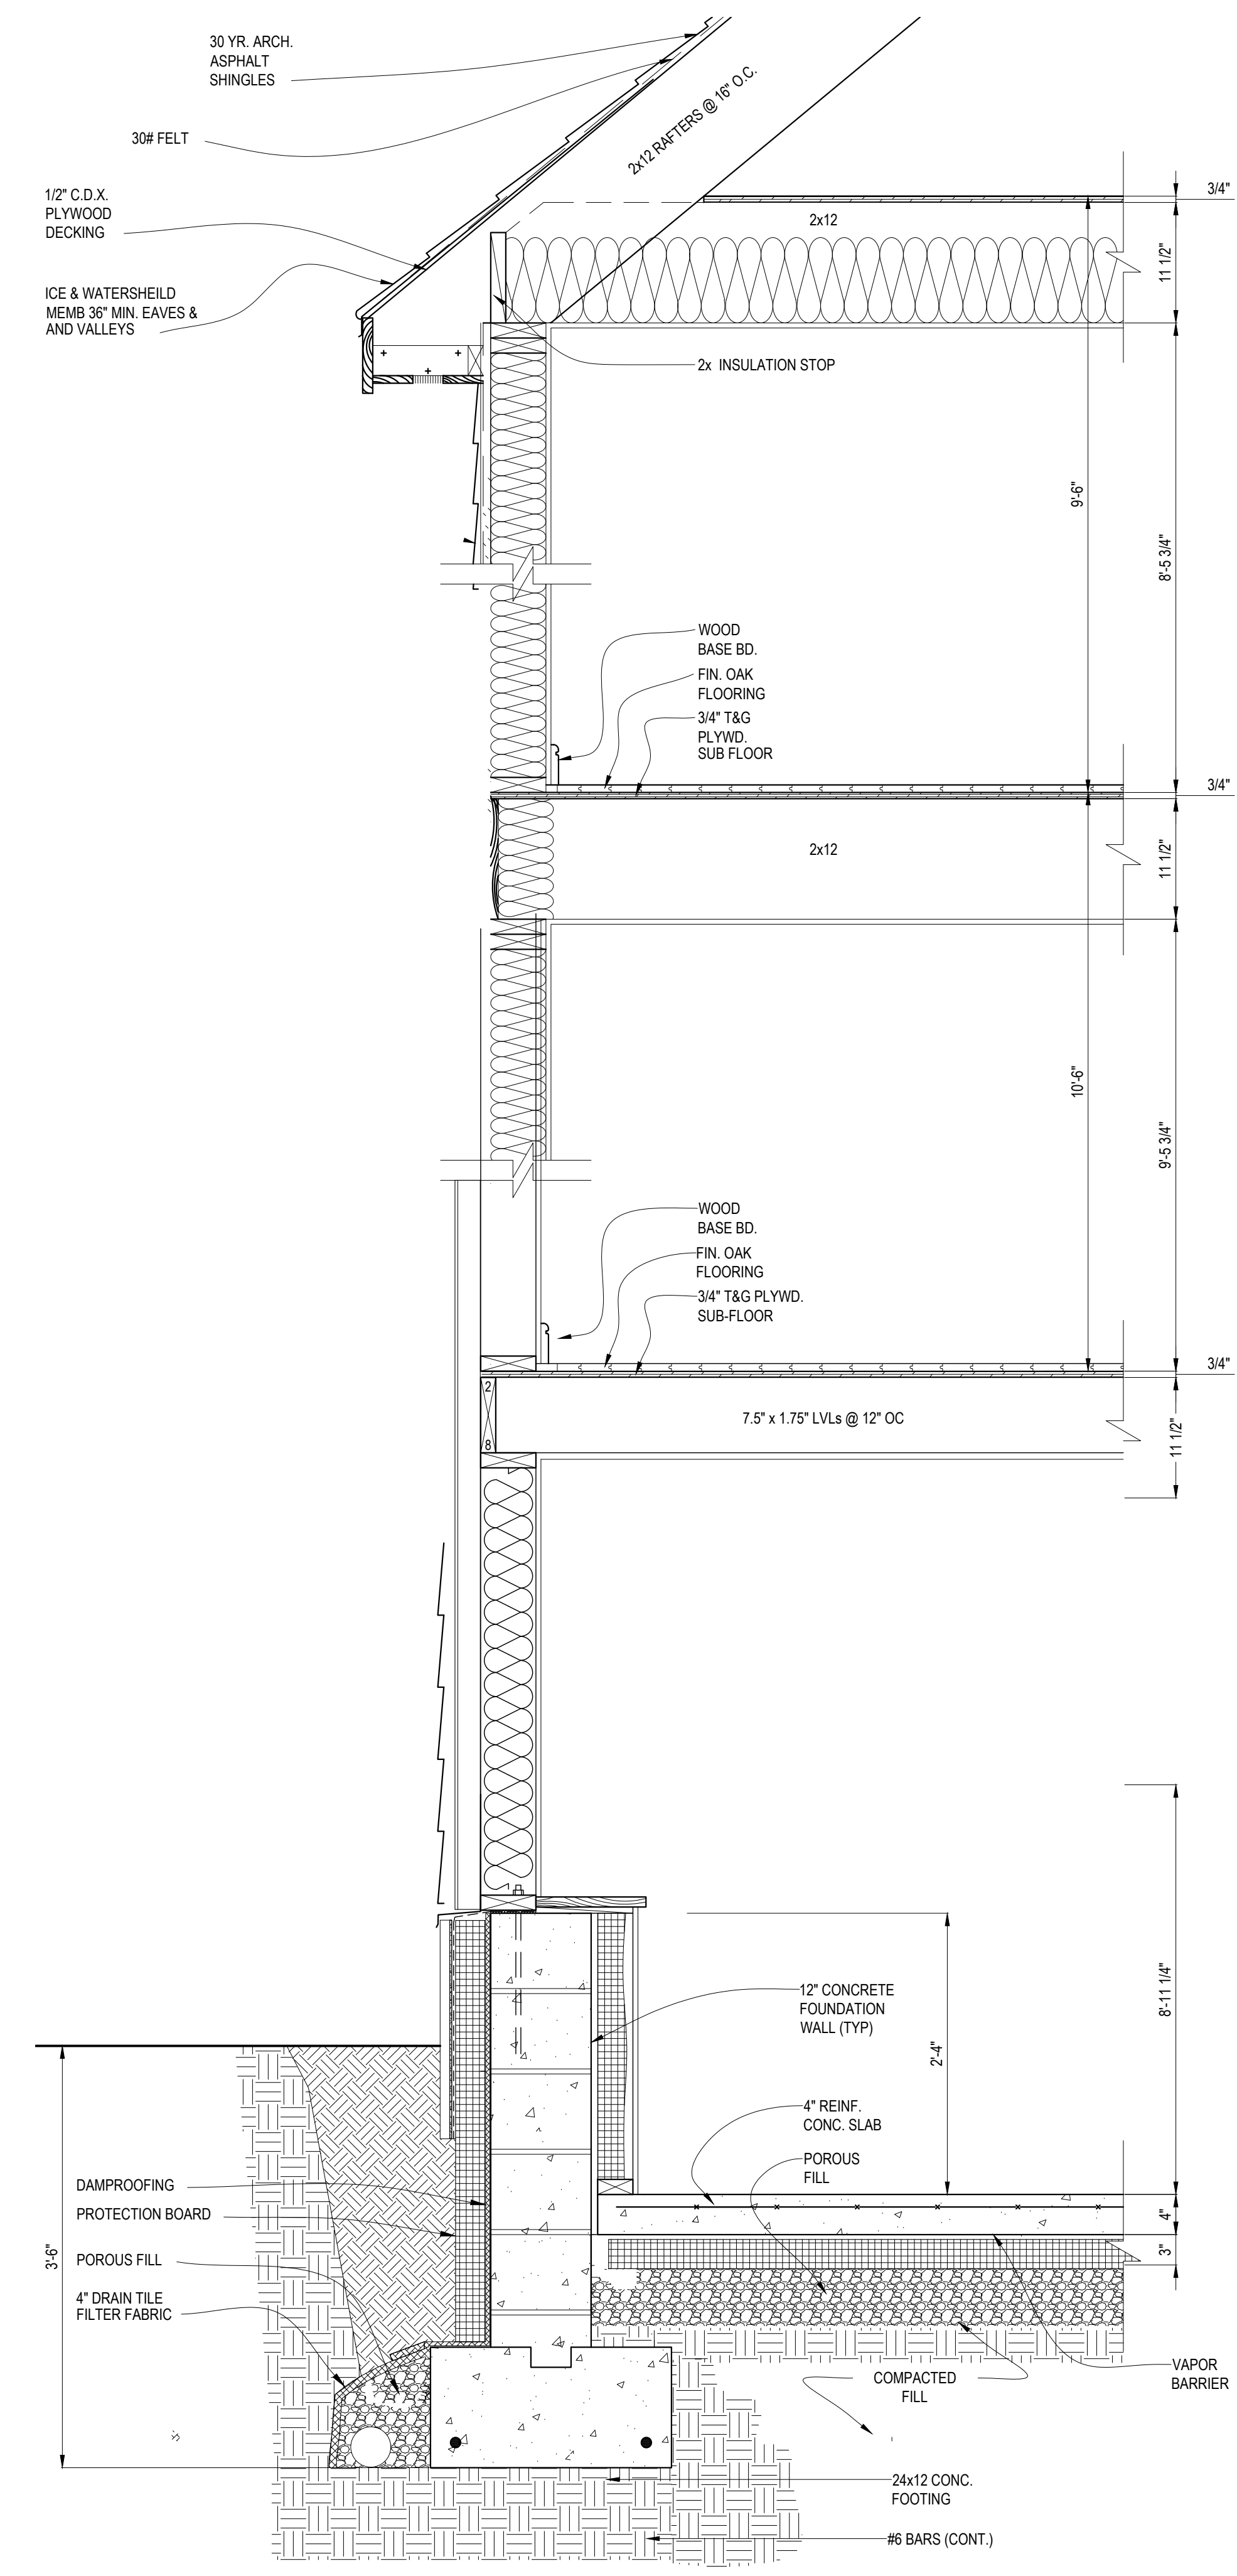 30 YR. ARCH.
ASPHALT
SHINGLES
30# FELT
1/2" C.D.X.
PLYWOOD
DECKING
ICE & WATERSHEILD
MEMB 36" MIN. EAVES &
AND VALLEYS
2x12 RAFTERS @ 16" O.C.
3/4"
2x12
11 1/2"
2x INSULATION STOP
9'-6"
8'-5 3/4"
WOOD
BASE BD.
FIN. OAK
FLOORING
3/4" T&G
PLYWD.
SUB FLOOR
3/4"
2x12
11 1/2"
10'-6"
9'-5 3/4"
WOOD
BASE BD.
FIN. OAK
FLOORING
3/4" T&G PLYWD.
SUB-FLOOR
3/4"
2
8
7.5" x 1.75" LVLs @ 12" OC
11 1/2"
12" CONCRETE
FOUNDATION
WALL (TYP)
2'-4"
8'-11 1/4"
4" REINF.
CONC. SLAB
POROUS
FILL
4"
3"
DAMPROOFING
PROTECTION BOARD
POROUS FILL
4" DRAIN TILE
FILTER FABRIC
3'-6"
COMPACTED
FILL
VAPOR
BARRIER
24x12 CONC.
FOOTING
#6 BARS (CONT.)